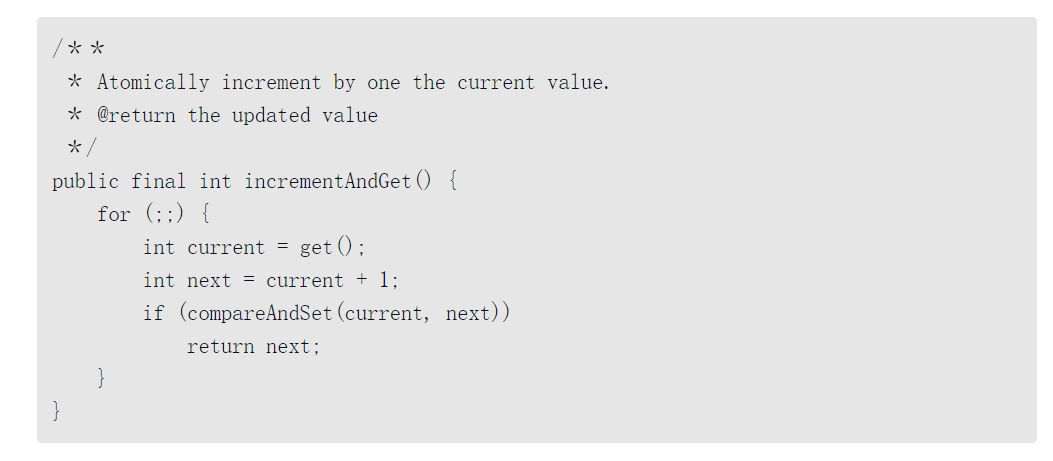 /**
 * Atomically increment by one the current value.
 * @return the updated value
 */
public final int incrementAndGet() {
    for (;;) {
        int current = get();
        int next = current + 1;
        if (compareAndSet(current, next))
            return next;
    }
}